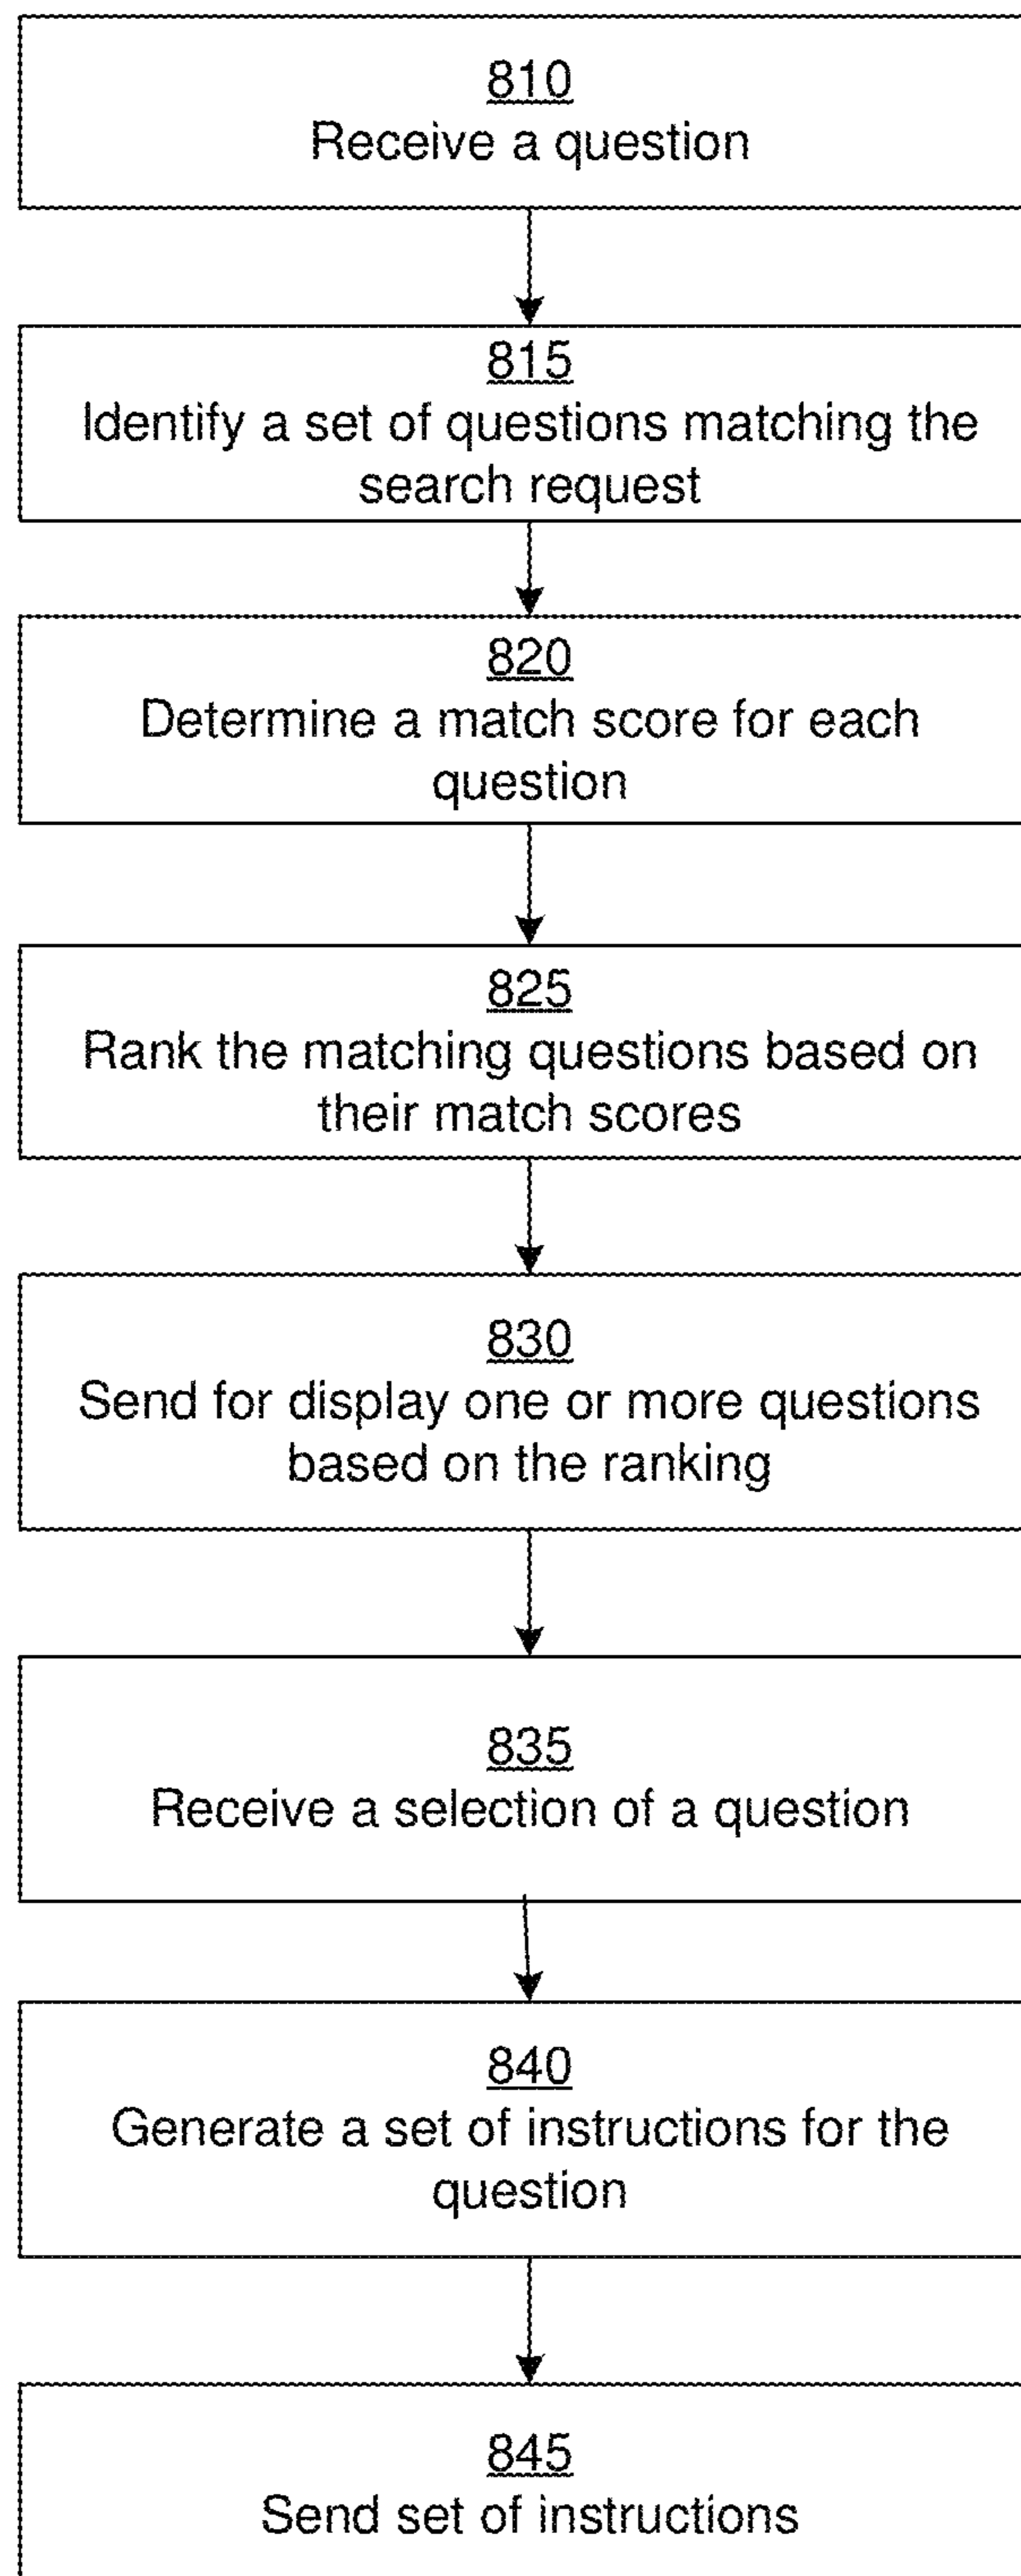 810
Receive a question
815
Identify a set of questions matching the
search request
820
Determine a match score for each
question
825
Rank the matching questions based on
their match scores
830
Send for display one or more questions
based on the ranking
835
Receive a selection of a question
840
Generate a set of instructions for the
question
845
Send set of instructions